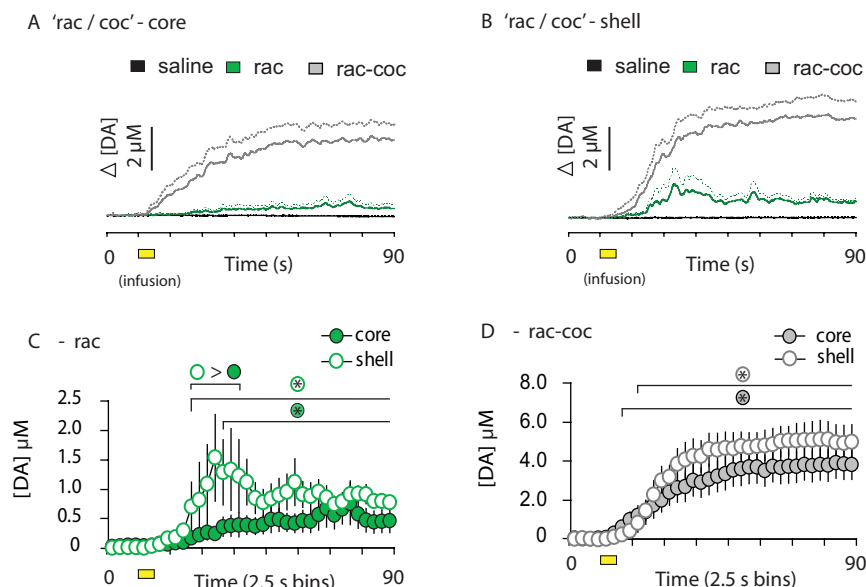 A 'rac / coc' - core
saline rac rac-coc
△ [DA]
2 µM
0 90
(infusion)
Time (s)
B 'rac / coc' - shell
saline rac rac-coc
△ [DA]
2 µM
0 90
Time (s)
C - rac
core
shell
>
*
*
[DA] µM
2.5
2.0
1.5
1.0
0.5
0
0 90
Time (2.5 s bins)
D - rac-coc
core
shell
*
*
[DA] µM
8.0
6.0
4.0
2.0
0
0 90
Time (2.5 s bins)